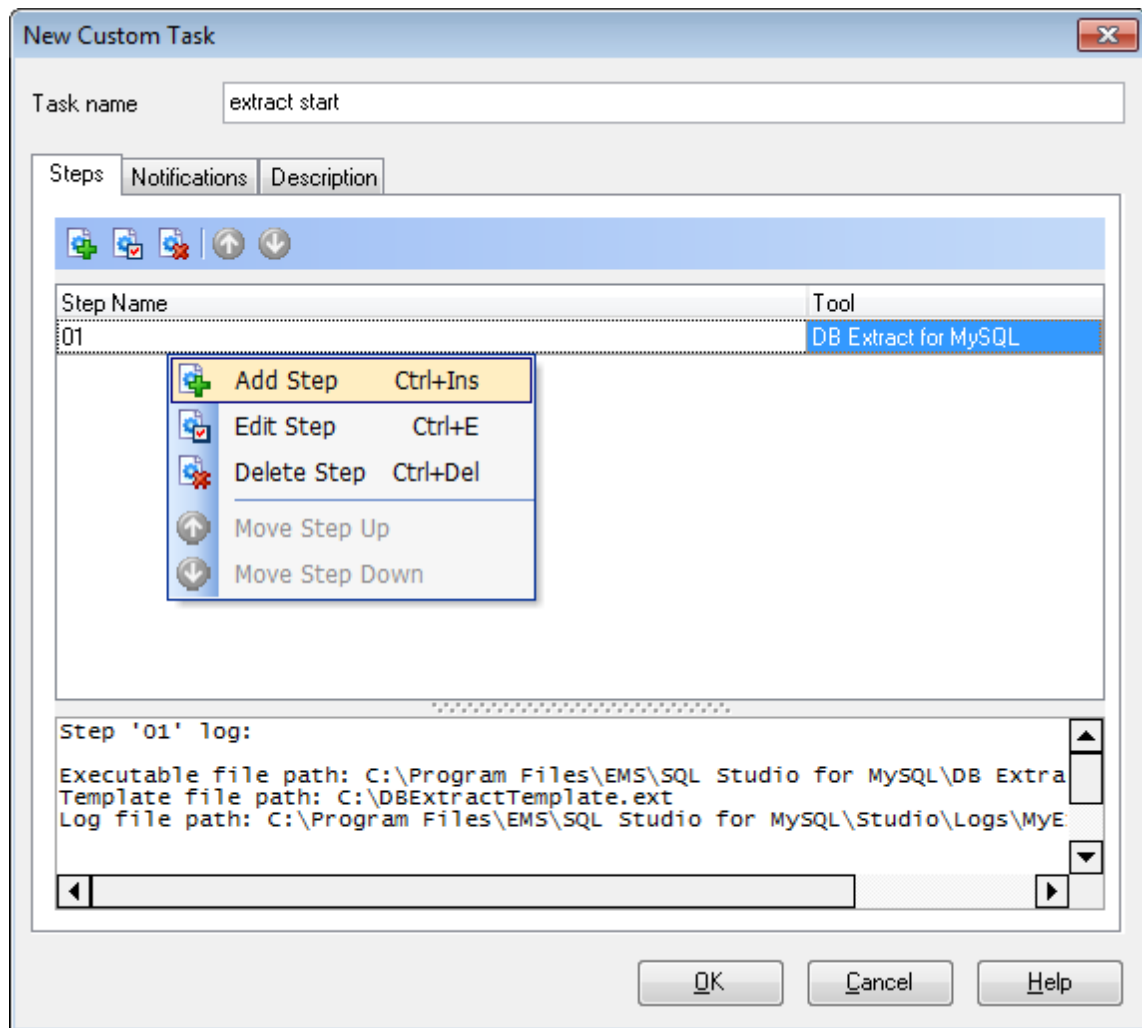 New Custom Task
Task name extract start
Steps Notifications Description
Step Name Tool
01 DB Extract for MySQL
Add Step Ctrl+Ins
Edit Step Ctrl+E
Delete Step Ctrl+Del
Move Step Up
Move Step Down
Step '01' log:
Executable file path: C:\Program Files\EMS\SQL Studio for MySQL\DB Extra
Template file path: C:\DBExtractTemplate.ext
Log file path: C:\Program Files\EMS\SQL Studio for MySQL\Studio\Logs\MyE
OK Cancel Help